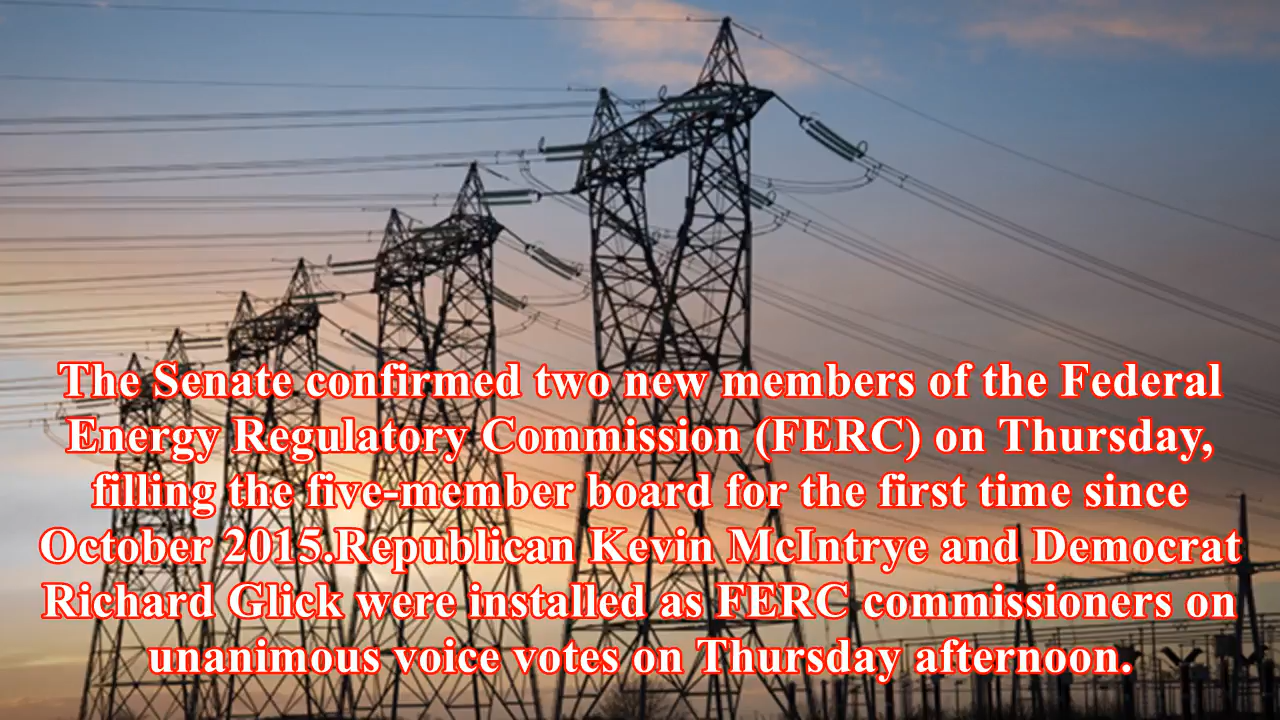 The Senate confirmed two new members of the Federal
Energy Regulatory Commission (FERC) on Thursday,
filling the five-member board for the first time since
October 2015.Republican Kevin McIntrye and Democrat
Richard Glick were installed as FERC commissioners on
unanimous voice votes on Thursday afternoon.